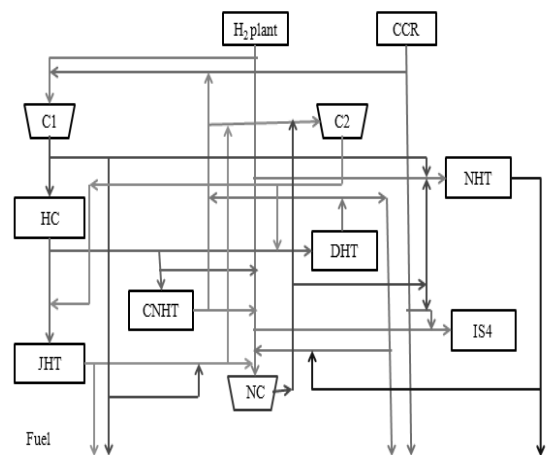 H₂ plant
CCR
C1
C2
NHT
HC
DHT
CNHT
IS4
JHT
NC
Fuel